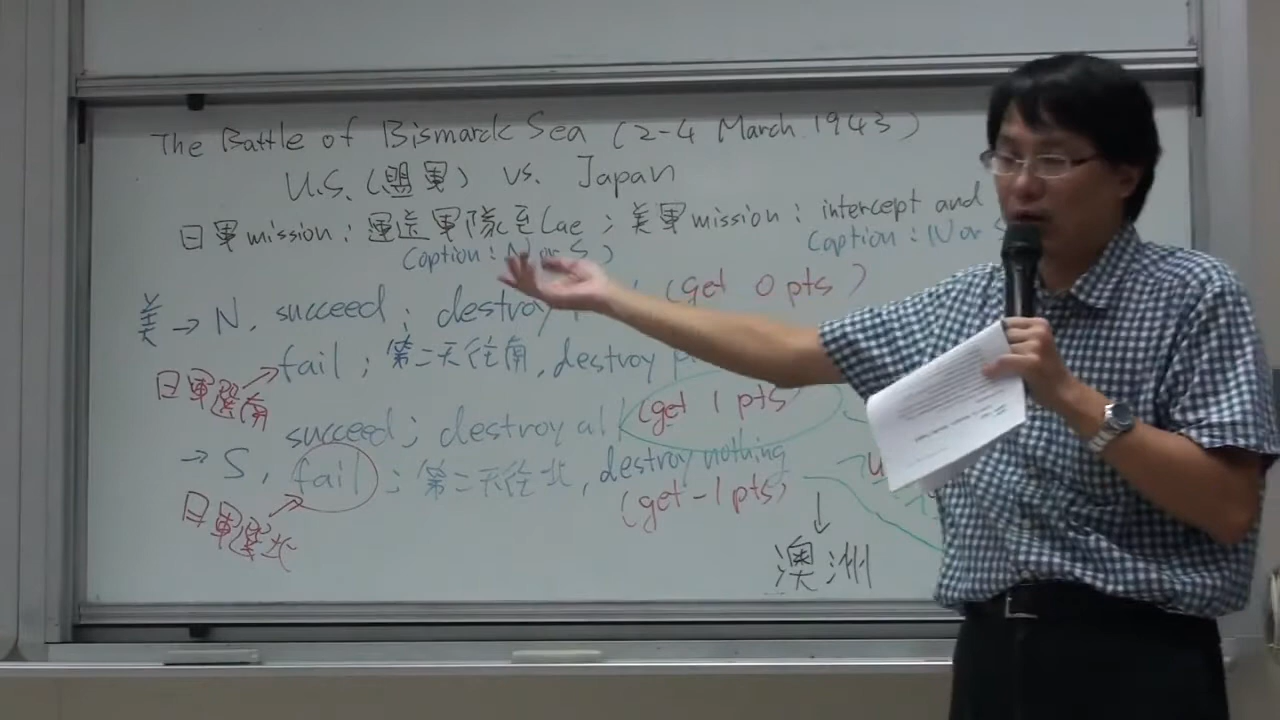 The Battle of Bismarck Sea (2-4 March 1943)
U.S. (盟軍) vs. Japan
日軍 mission : 運送軍隊至 Lae ; 美軍 mission : intercept and
(option : N or S)
(option : N or S
美 → N, succeed ; destroy (get 0 pts)
fail ; 第二天往南, destroy
日軍選南
(get 1 pts)
succeed ; destroy all
→ S, fail ; 第二天往北, destroy nothing
日軍選北
(get -1 pts)
澳洲